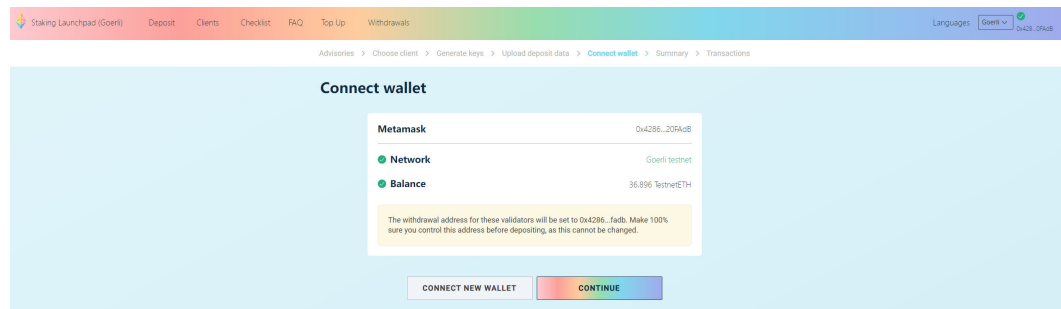 Staking Launchpad (Goerli) Deposit Clients Checklist FAQ Top Up Withdrawals Languages Goerli
0x428...0FAdB
Advisories > Choose client > Generate keys > Upload deposit data > Connect wallet > Summary > Transactions
Connect wallet
Metamask 0x4286...20FAdB
Network Goerli testnet
Balance 36.896 TestnetETH
The withdrawal address for these validators will be set to 0x4286...fadb. Make 100%
sure you control this address before depositing, as this cannot be changed.
CONNECT NEW WALLET CONTINUE